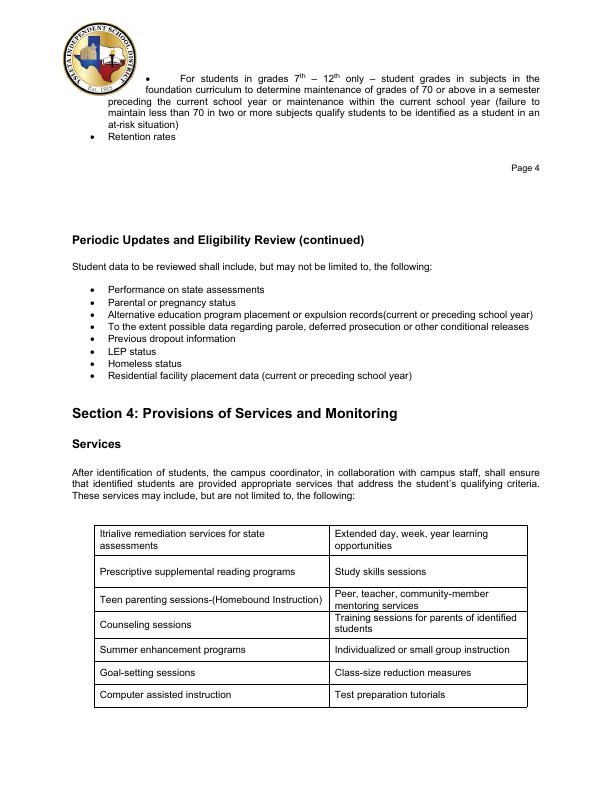 YSLETA INDEPENDENT SCHOOL DISTRICT
Est. 1915
• For students in grades 7th – 12th only – student grades in subjects in the
foundation curriculum to determine maintenance of grades of 70 or above in a semester
preceding the current school year or maintenance within the current school year (failure to
maintain less than 70 in two or more subjects qualify students to be identified as a student in an
at-risk situation)
• Retention rates
Page 4
Periodic Updates and Eligibility Review (continued)
Student data to be reviewed shall include, but may not be limited to, the following:
• Performance on state assessments
• Parental or pregnancy status
• Alternative education program placement or expulsion records(current or preceding school year)
• To the extent possible data regarding parole, deferred prosecution or other conditional releases
• Previous dropout information
• LEP status
• Homeless status
• Residential facility placement data (current or preceding school year)
Section 4: Provisions of Services and Monitoring
Services
After identification of students, the campus coordinator, in collaboration with campus staff, shall ensure
that identified students are provided appropriate services that address the student's qualifying criteria.
These services may include, but are not limited to, the following:
Itrialive remediation services for state
assessments
Extended day, week, year learning
opportunities
Prescriptive supplemental reading programs
Study skills sessions
Teen parenting sessions-(Homebound Instruction)
Peer, teacher, community-member
mentoring services
Counseling sessions
Training sessions for parents of identified
students
Summer enhancement programs
Individualized or small group instruction
Goal-setting sessions
Class-size reduction measures
Computer assisted instruction
Test preparation tutorials